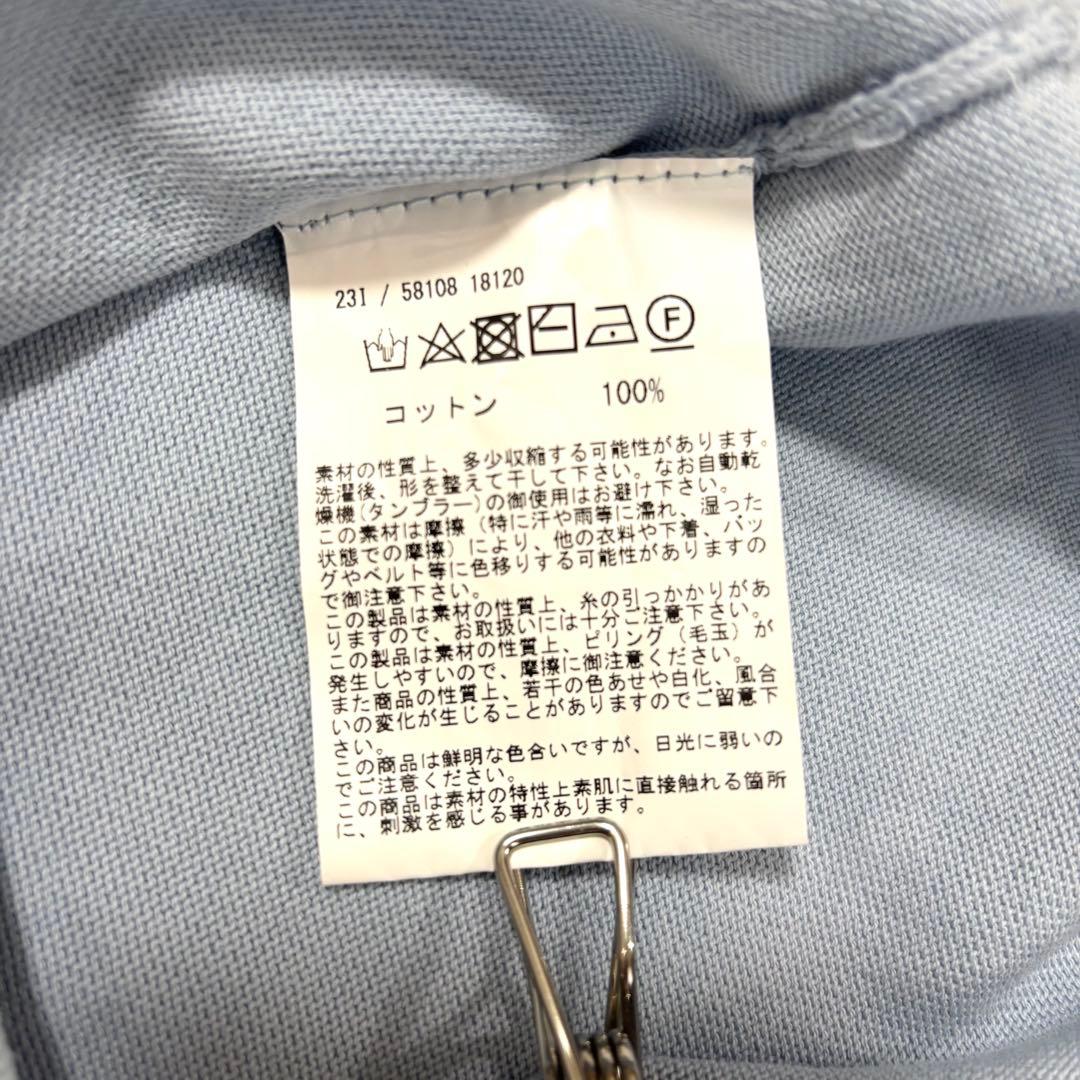 23I / 58108 18120
F
コットン 100%
素材の性質上、多少収縮する可能性があります。
洗濯後、形を整えて干して下さい。なお自動乾
燥機(タンブラー)の御使用はお避け下さい。
この素材は摩擦（特に汗や雨等に濡れ、湿った
状態での摩擦）により、他の衣料や下着、バッ
グやベルト等に色移りする可能性がありますの
で御注意下さい。
この製品は素材の性質上、糸の引っかかりがあ
りますので、お取扱いには十分ご注意下さい。
この製品は素材の性質上、ピリング（毛玉）が
発生しやすいので、摩擦に御注意ください。
また商品の性質上、若干の色あせや白化、風合
いの変化が生じることがありますのでご留意下
さい。
この商品は鮮明な色合いですが、日光に弱いの
でご注意ください。
この商品は素材の特性上素肌に直接触れる箇所
に、刺激を感じる事があります。